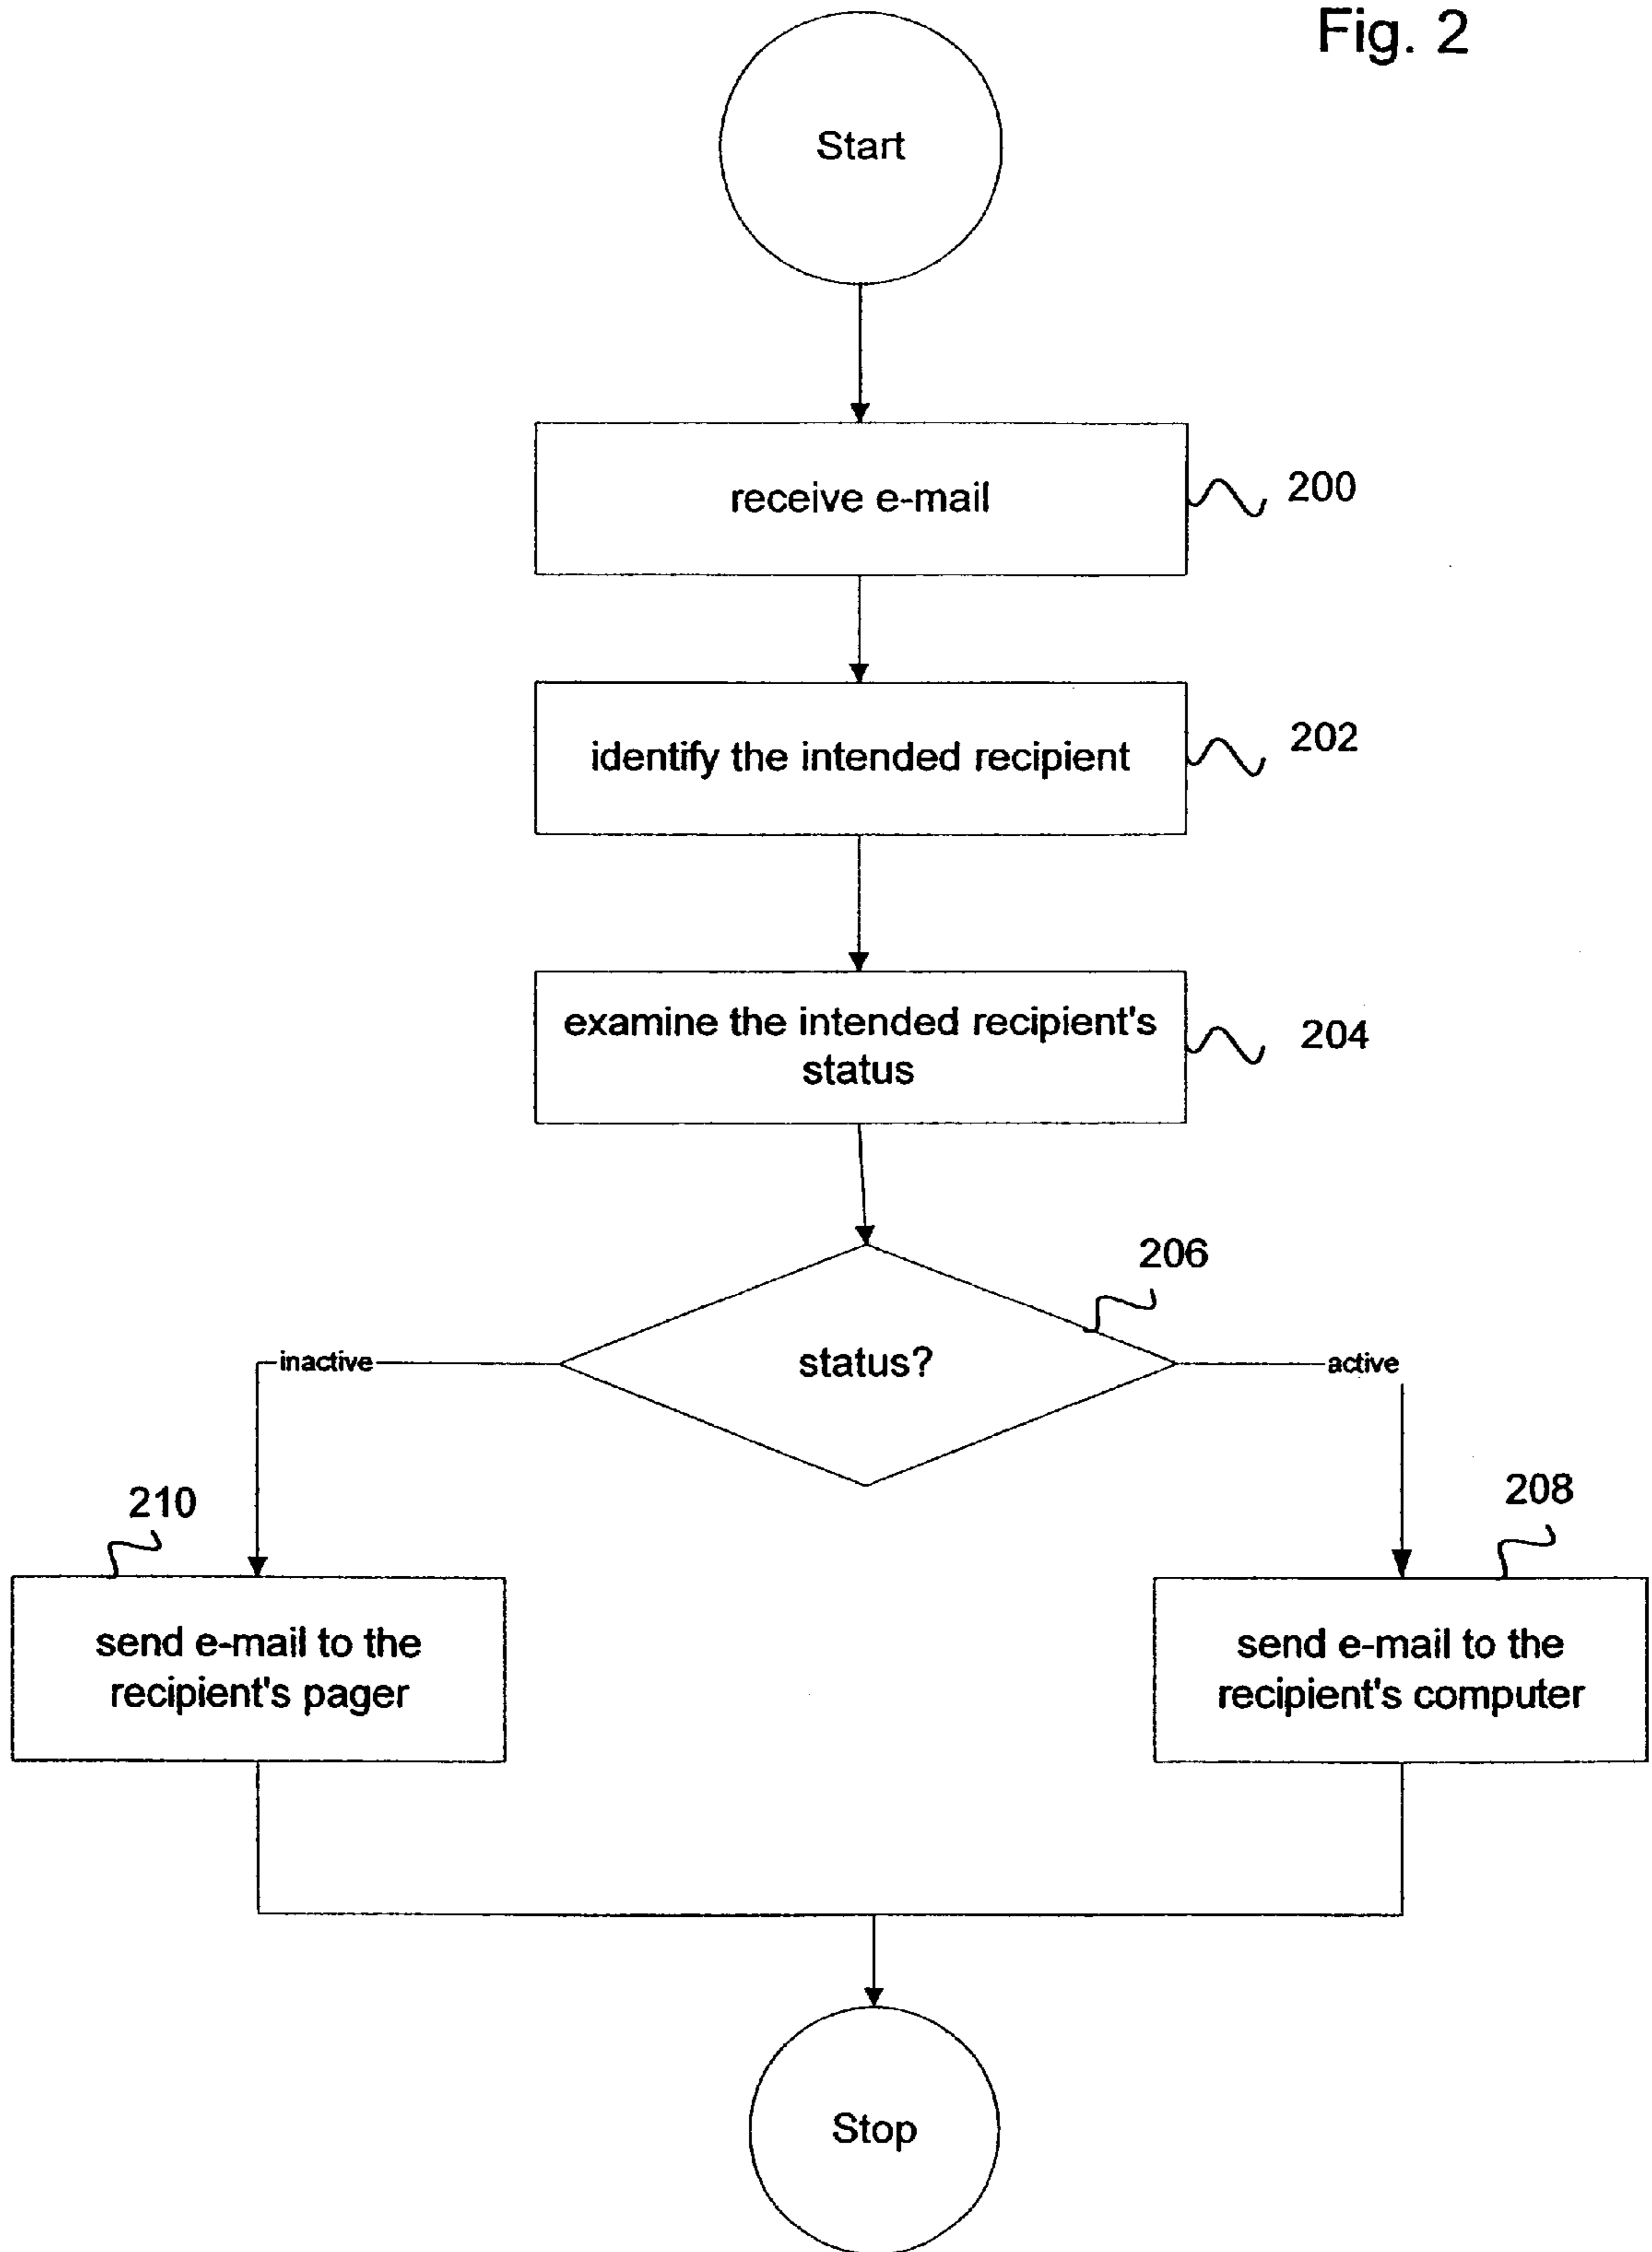 Fig. 2
Start
receive e-mail
200
identify the intended recipient
202
examine the intended recipient's
status
204
206
status?
inactive
active
210
208
send e-mail to the
recipient's pager
send e-mail to the
recipient's computer
Stop